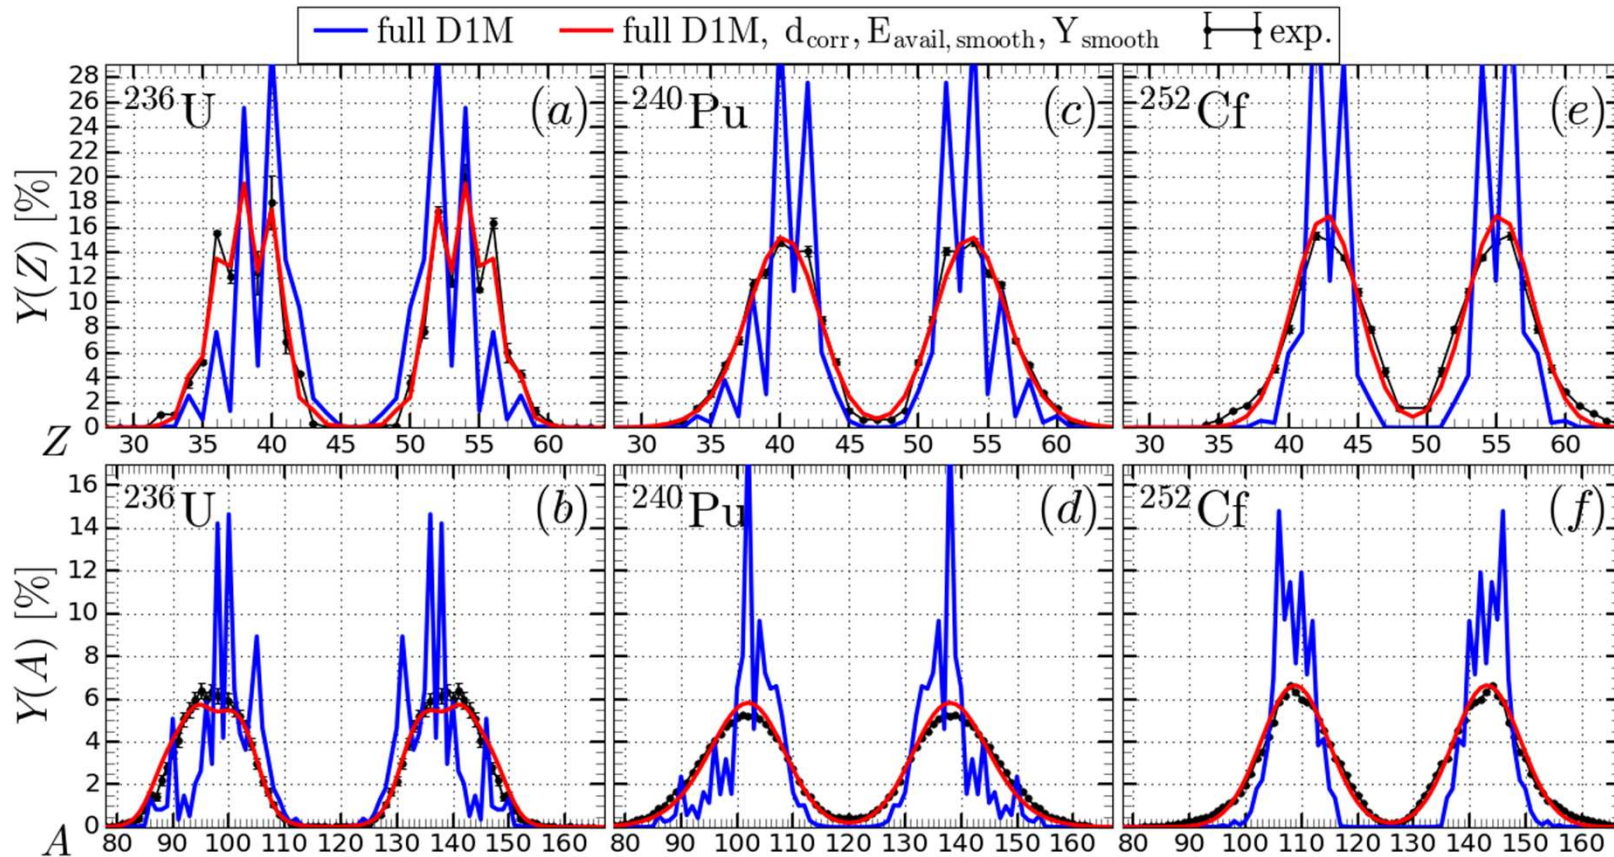 full D1M full D1M, d_corr, E_avail, smooth, Y_smooth exp.
Y(Z) [%]
28
26
24
22
20
18
16
14
12
10
8
6
4
2
0
²³⁶U (a)
²⁴⁰Pu (c)
²⁵²Cf (e)
Z
30 35 40 45 50 55 60
30 35 40 45 50 55 60
30 35 40 45 50 55 60
Y(A) [%]
16
14
12
10
8
6
4
2
0
²³⁶U (b)
²⁴⁰Pu (d)
²⁵²Cf (f)
A
80 90 100 110 120 130 140 150 160
80 90 100 110 120 130 140 150 160
80 90 100 110 120 130 140 150 160